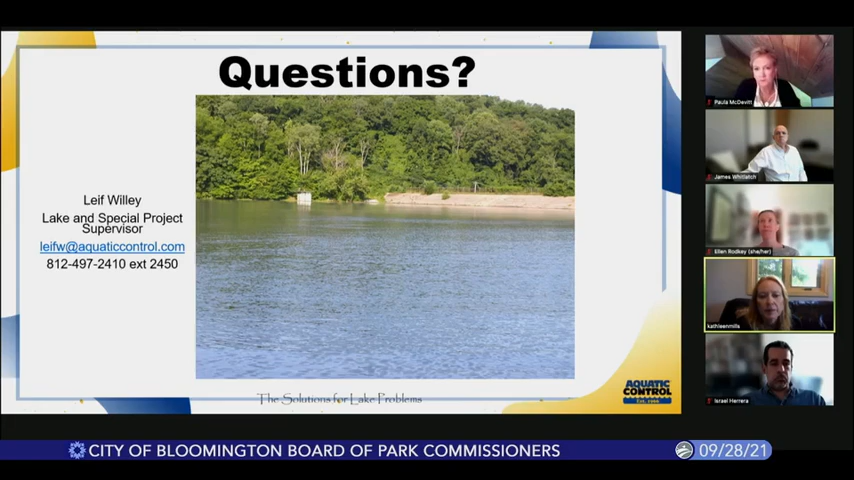 Questions?
Leif Willey
Lake and Special Project
Supervisor
leifw@aquaticcontrol.com
812-497-2410 ext 2450
The Solutions for Lake Problems
AQUATIC
CONTROL
Est. 1966
Paula McDevitt
James Whitlatch
Ellen Rodkey (she/her)
kathleenmills
Israel Herrera
CITY OF BLOOMINGTON BOARD OF PARK COMMISSIONERS
09/28/21